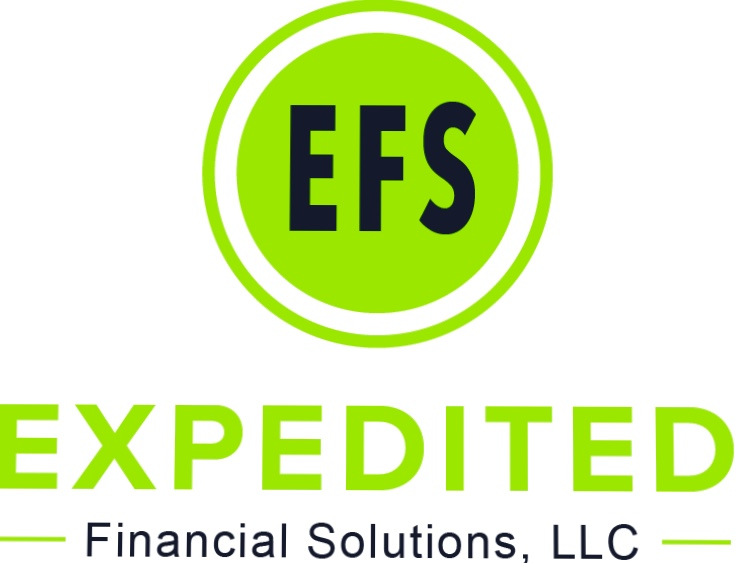 EFS
EXPEDITED
Financial Solutions, LLC